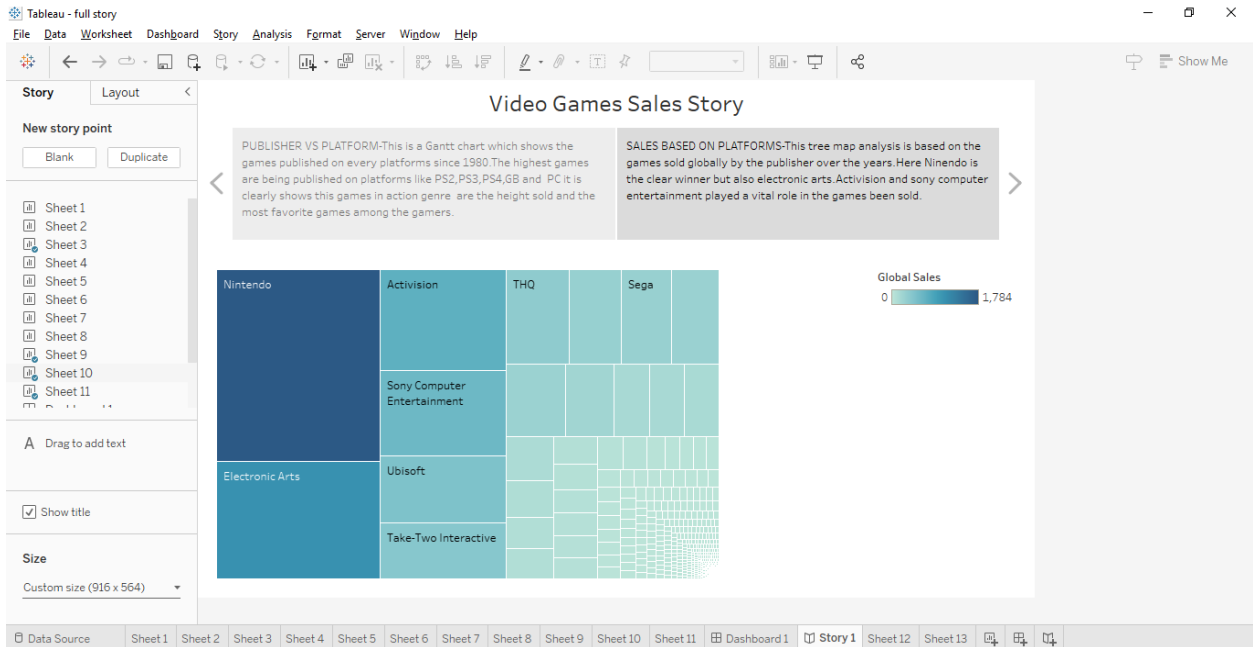 Tableau - full story
File Data Worksheet Dashboard Story Analysis Format Server Window Help
Show Me
Story Layout
New story point
Blank Duplicate
Sheet 1
Sheet 2
Sheet 3
Sheet 4
Sheet 5
Sheet 6
Sheet 7
Sheet 8
Sheet 9
Sheet 10
Sheet 11
A Drag to add text
Show title
Size
Custom size (916 x 564)
Video Games Sales Story
PUBLISHER VS PLATFORM-This is a Gantt chart which shows the
games published on every platforms since 1980.The highest games
are being published on platforms like PS2,PS3,PS4,GB and PC it is
clearly shows this games in action genre are the height sold and the
most favorite games among the gamers.
SALES BASED ON PLATFORMS-This tree map analysis is based on the
games sold globally by the publisher over the years.Here Ninendo is
the clear winner but also electronic arts.Activision and sony computer
entertainment played a vital role in the games been sold.
Nintendo
Electronic Arts
Activision
Sony Computer
Entertainment
Ubisoft
Take-Two Interactive
THQ
Sega
Global Sales
0 1,784
Data Source Sheet 1 Sheet 2 Sheet 3 Sheet 4 Sheet 5 Sheet 6 Sheet 7 Sheet 8 Sheet 9 Sheet 10 Sheet 11 Dashboard 1 Story 1 Sheet 12 Sheet 13